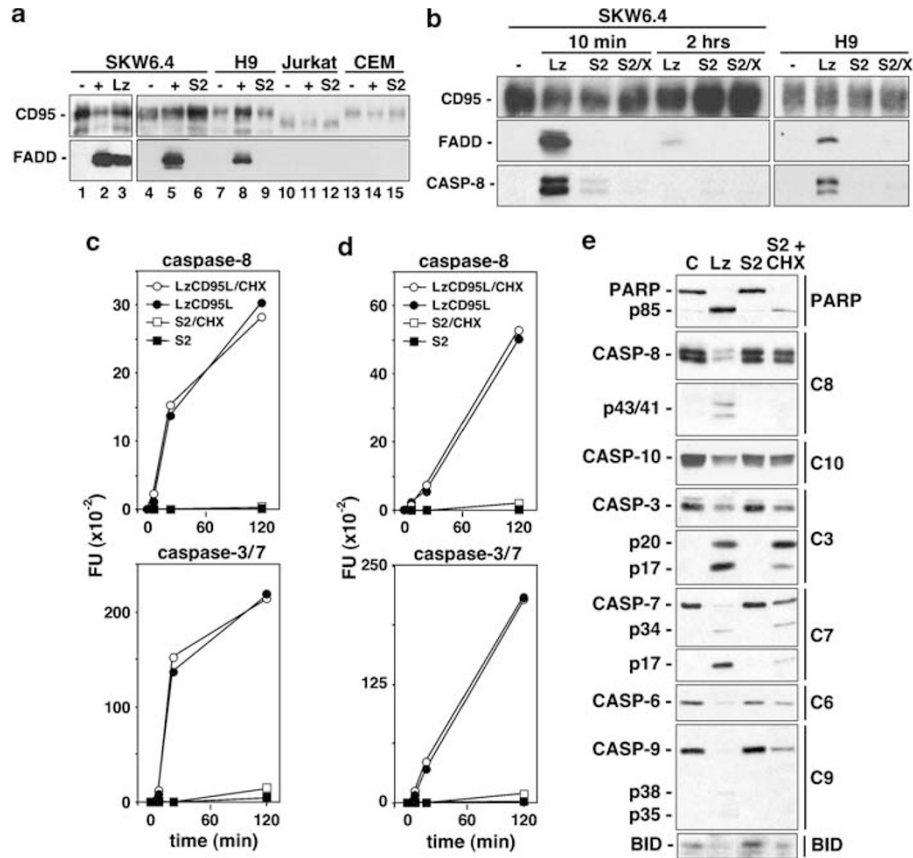 a
SKW6.4 H9 Jurkat CEM
- + Lz - + S2 - + S2 - + S2 - + S2
CD95
FADD -
1 2 3 4 5 6 7 8 9 10 11 12 13 14 15
b
SKW6.4
10 min 2 hrs H9
- Lz S2 S2/X Lz S2 S2/X - Lz S2 S2/X
CD95 -
FADD -
CASP-8 -
c
caspase-8
LzCD95L/CHX
LzCD95L
S2/CHX
S2
30
20
10
0
0 60 120
caspase-3/7
200
100
0
0 60 120
FU (x10-2)
time (min)
d
caspase-8
LzCD95L/CHX
LzCD95L
S2/CHX
S2
60
40
20
0
0 60 120
caspase-3/7
250
125
0
0 60 120
FU (x10-2)
time (min)
e
C Lz S2 S2 + CHX
PARP -
p85 -
PARP
CASP-8 -
p43/41 -
C8
CASP-10 -
C10
CASP-3 -
p20 -
p17 -
C3
CASP-7 -
p34 -
p17 -
C7
CASP-6 -
C6
CASP-9 -
p38 -
p35 -
C9
BID -
BID